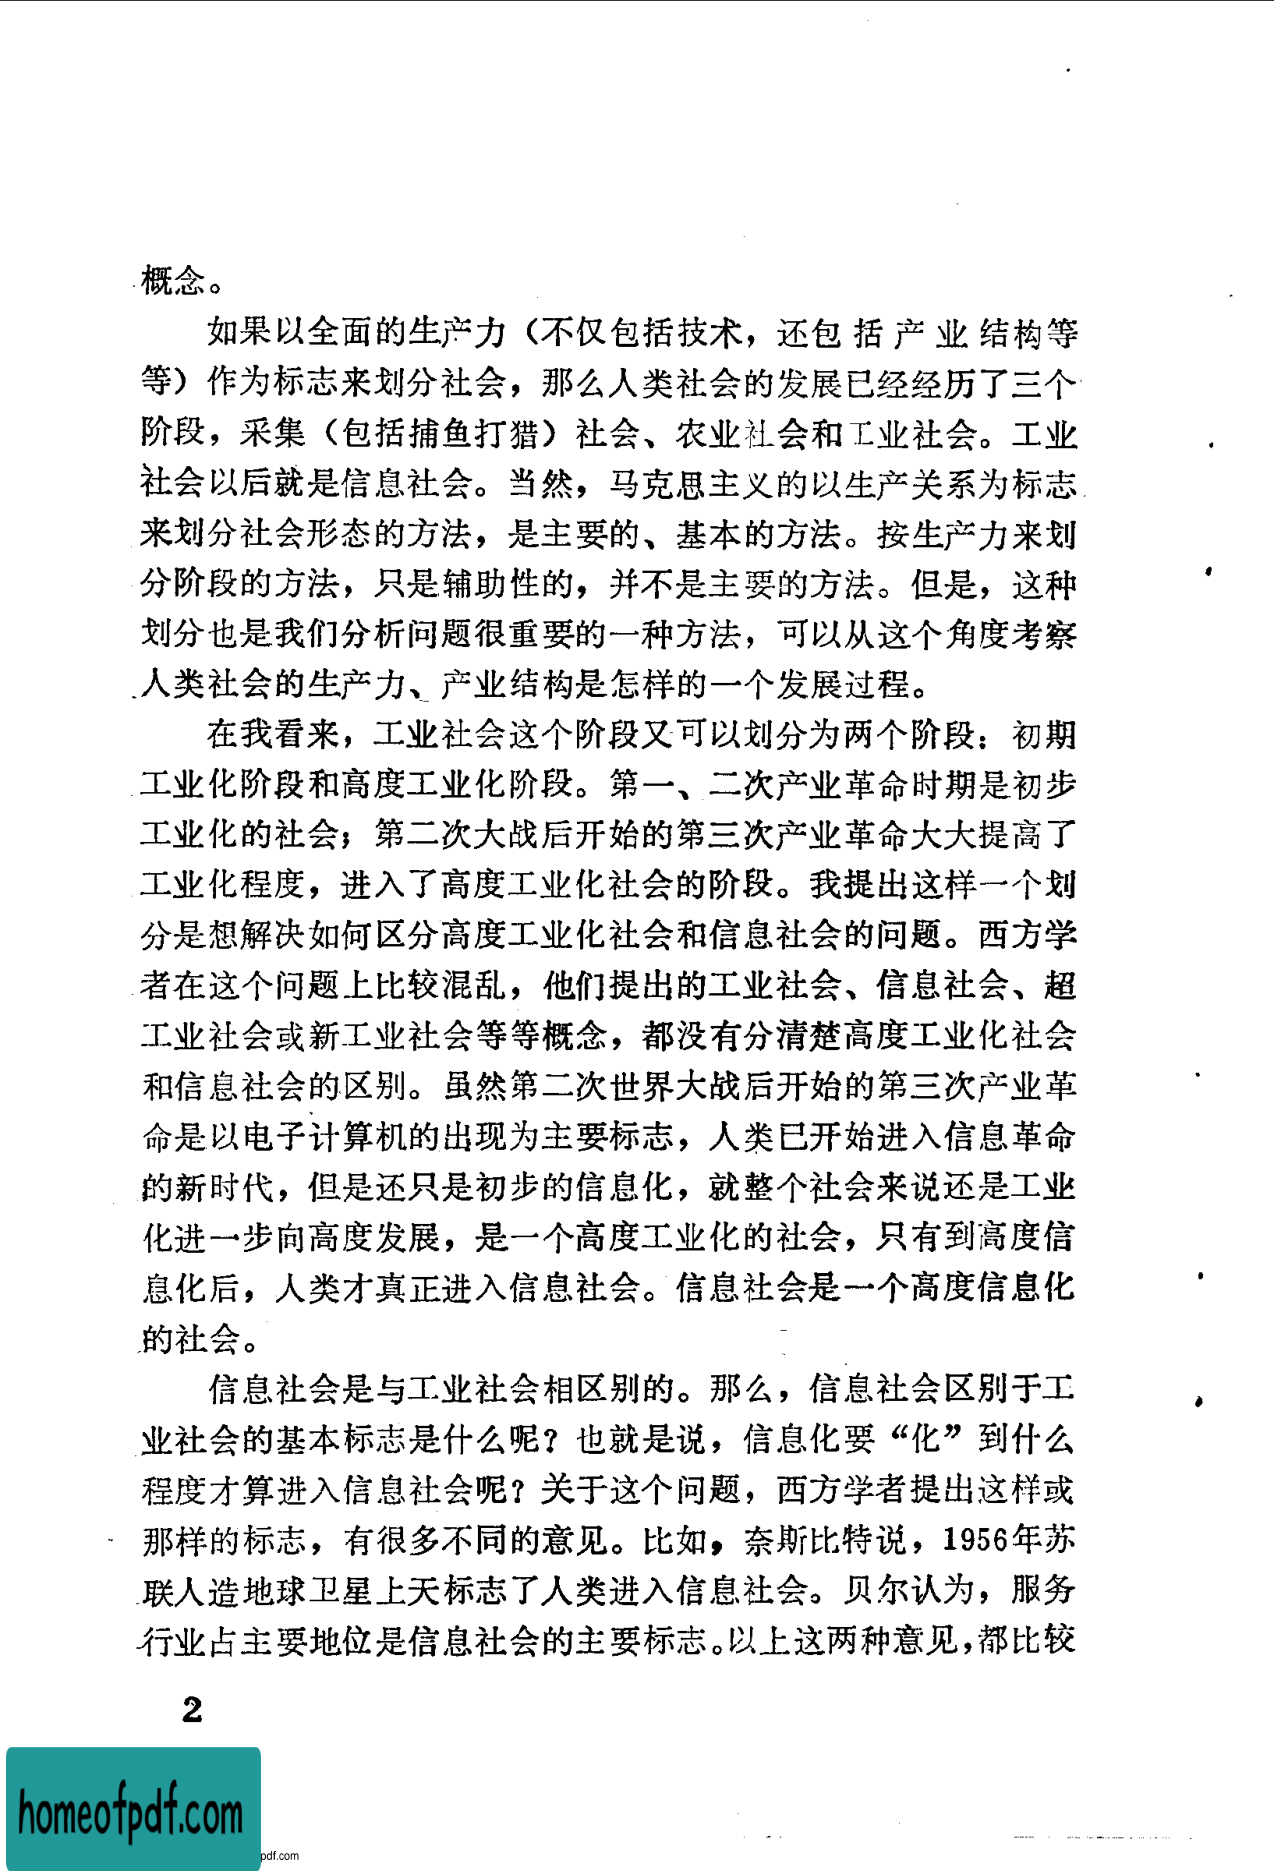 概念。
如果以全面的生产力（不仅包括技术，还包括产业结构等
等）作为标志来划分社会，那么人类社会的发展已经经历了三个
阶段，采集（包括捕鱼打猎）社会、农业社会和工业社会。工业
社会以后就是信息社会。当然，马克思主义的以生产关系为标志
来划分社会形态的方法，是主要的、基本的方法。按生产力来划
分阶段的方法，只是辅助性的，并不是主要的方法。但是，这种
划分也是我们分析问题很重要的一种方法，可以从这个角度考察
人类社会的生产力、产业结构是怎样的一个发展过程。
在我看来，工业社会这个阶段又可以划分为两个阶段：初期
工业化阶段和高度工业化阶段。第一、二次产业革命时期是初步
工业化的社会；第二次大战后开始的第三次产业革命大大提高了
工业化程度，进入了高度工业化社会的阶段。我提出这样一个划
分是想解决如何区分高度工业化社会和信息社会的问题。西方学
者在这个问题上比较混乱，他们提出的工业社会、信息社会、超
工业社会或新工业社会等等概念，都没有分清楚高度工业化社会
和信息社会的区别。虽然第二次世界大战后开始的第三次产业革
命是以电子计算机的出现为主要标志，人类已开始进入信息革命
的新时代，但是还只是初步的信息化，就整个社会来说还是工业
化进一步向高度发展，是一个高度工业化的社会，只有到高度信
息化后，人类才真正进入信息社会。信息社会是一个高度信息化
的社会。
信息社会是与工业社会相区别的。那么，信息社会区别于工
业社会的基本标志是什么呢？也就是说，信息化要“化”到什么
程度才算进入信息社会呢？关于这个问题，西方学者提出这样或
那样的标志，有很多不同的意见。比如，奈斯比特说，1956年苏
联人造地球卫星上天标志了人类进入信息社会。贝尔认为，服务
行业占主要地位是信息社会的主要标志。以上这两种意见，都比较
2
homeofpdf.com
pdf.com